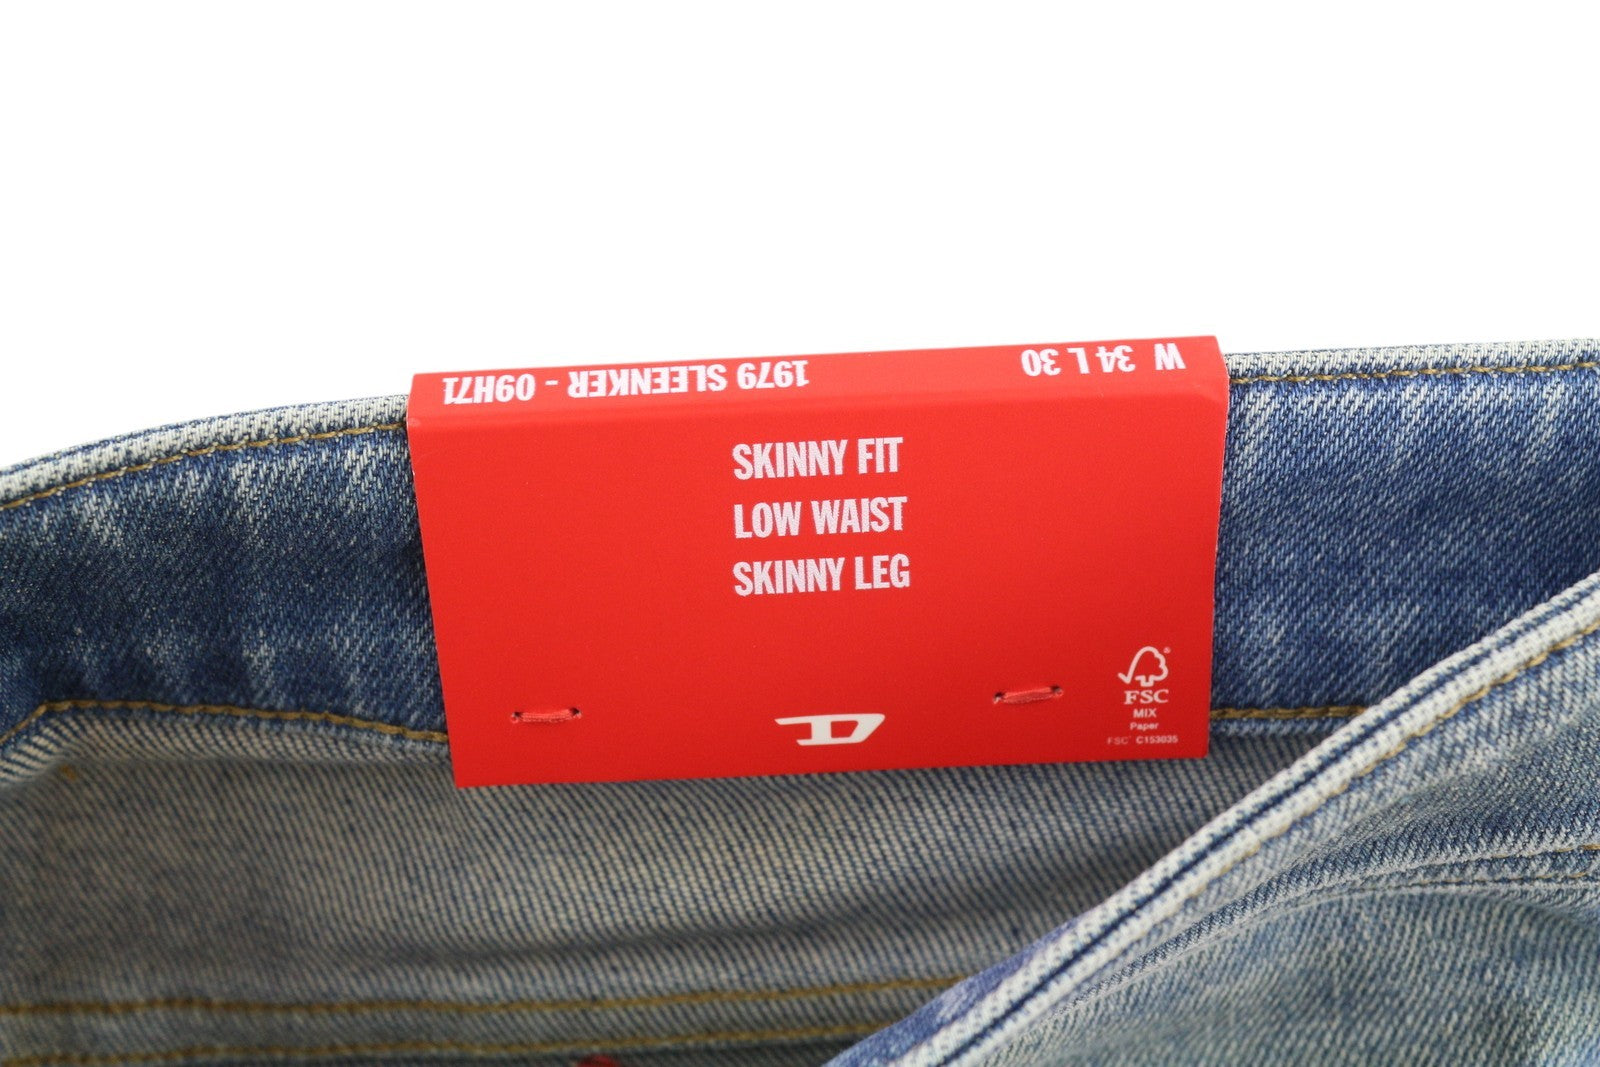 1979 SLEENKER - 09H71
W 34 L 30
SKINNY FIT
LOW WAIST
SKINNY LEG
D
FSC®
MIX
Paper
FSC® C153035